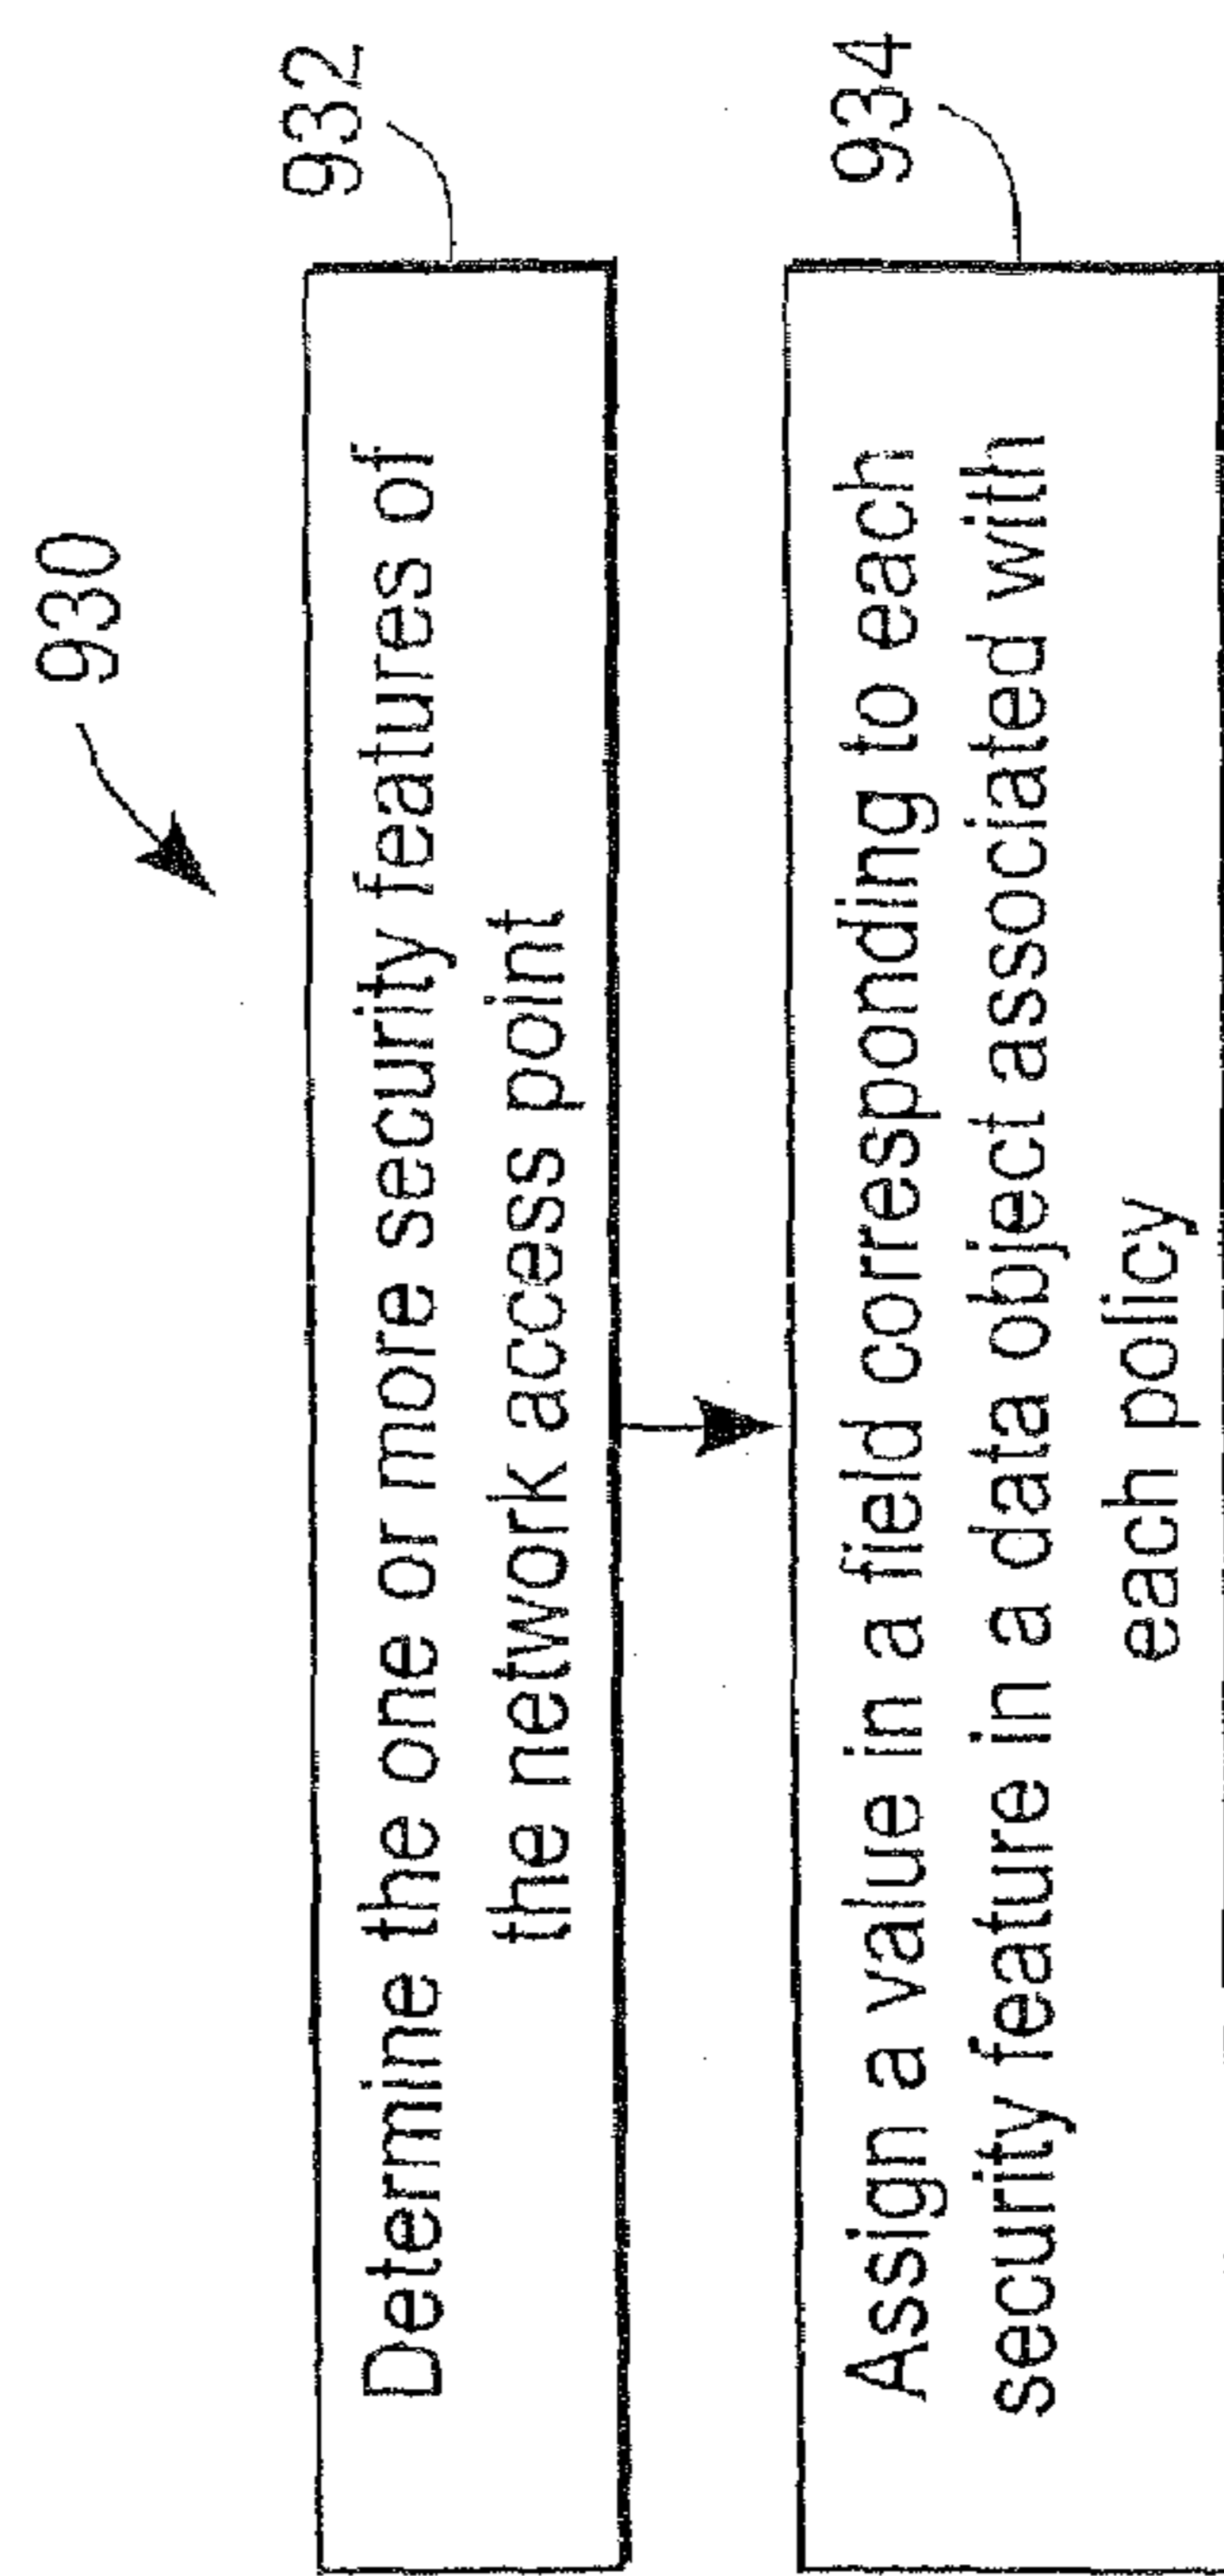 930
932
Determine the one or more security features of
the network access point
934
Assign a value in a field corresponding to each
security feature in a data object associated with
each policy